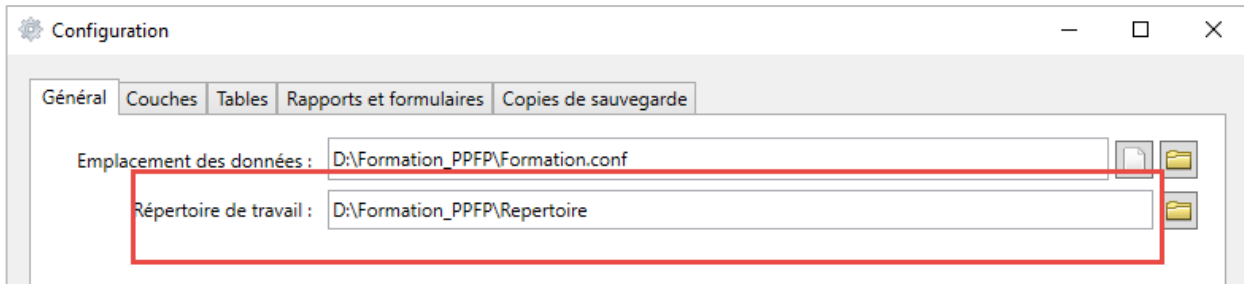 Configuration
Général Couches Tables Rapports et formulaires Copies de sauvegarde
Emplacement des données : D:\Formation_PPFP\Formation.conf
Répertoire de travail : D:\Formation_PPFP\Repertoire